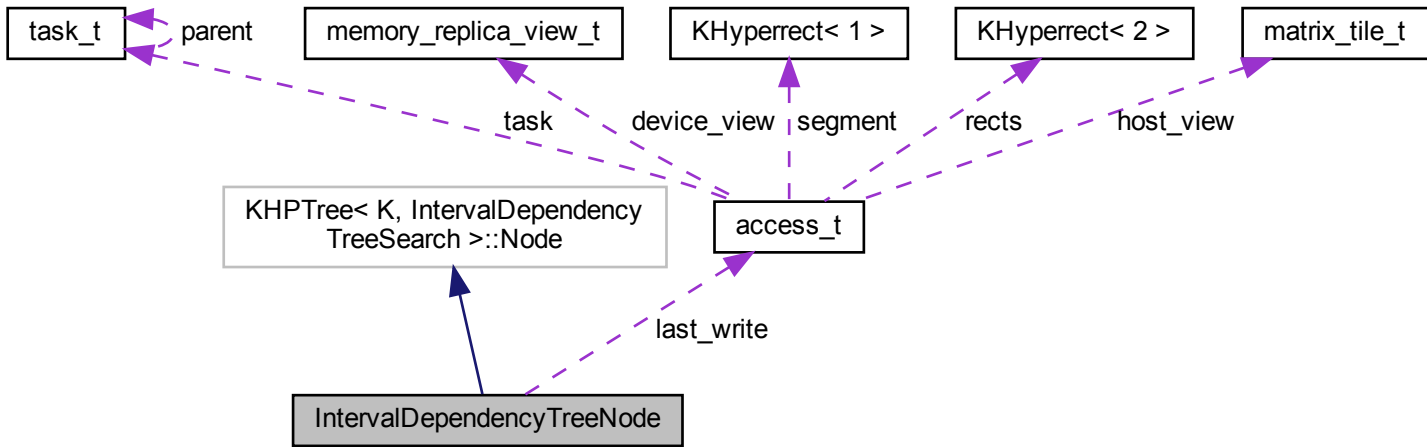 task_t
parent
memory_replica_view_t
KHyperrect< 1 >
KHyperrect< 2 >
matrix_tile_t
task
device_view
segment
rects
host_view
KHPTree< K, IntervalDependency
TreeSearch >::Node
access_t
last_write
IntervalDependencyTreeNode